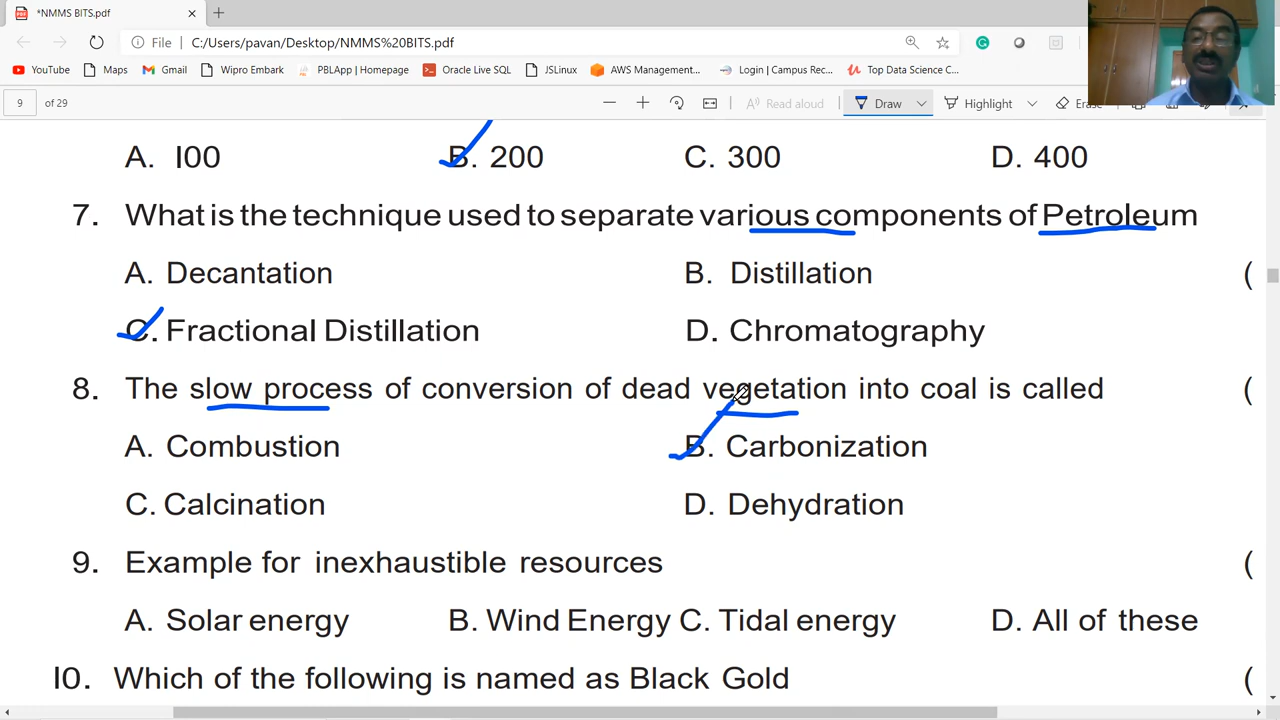 *NMMS BITS.pdf
File C:/Users/pavan/Desktop/NMMS%20BITS.pdf
YouTube Maps Gmail Wipro Embark PBLApp | Homepage Oracle Live SQL JSLinux AWS Management... Login | Campus Rec... Top Data Science C...
9 of 29 Read aloud Draw Highlight Erase
A. I00 B. 200 C. 300 D. 400
7. What is the technique used to separate various components of Petroleum
A. Decantation B. Distillation (
C. Fractional Distillation D. Chromatography
8. The slow process of conversion of dead vegetation into coal is called (
A. Combustion B. Carbonization
C. Calcination D. Dehydration
9. Example for inexhaustible resources (
A. Solar energy B. Wind Energy C. Tidal energy D. All of these
I0. Which of the following is named as Black Gold (